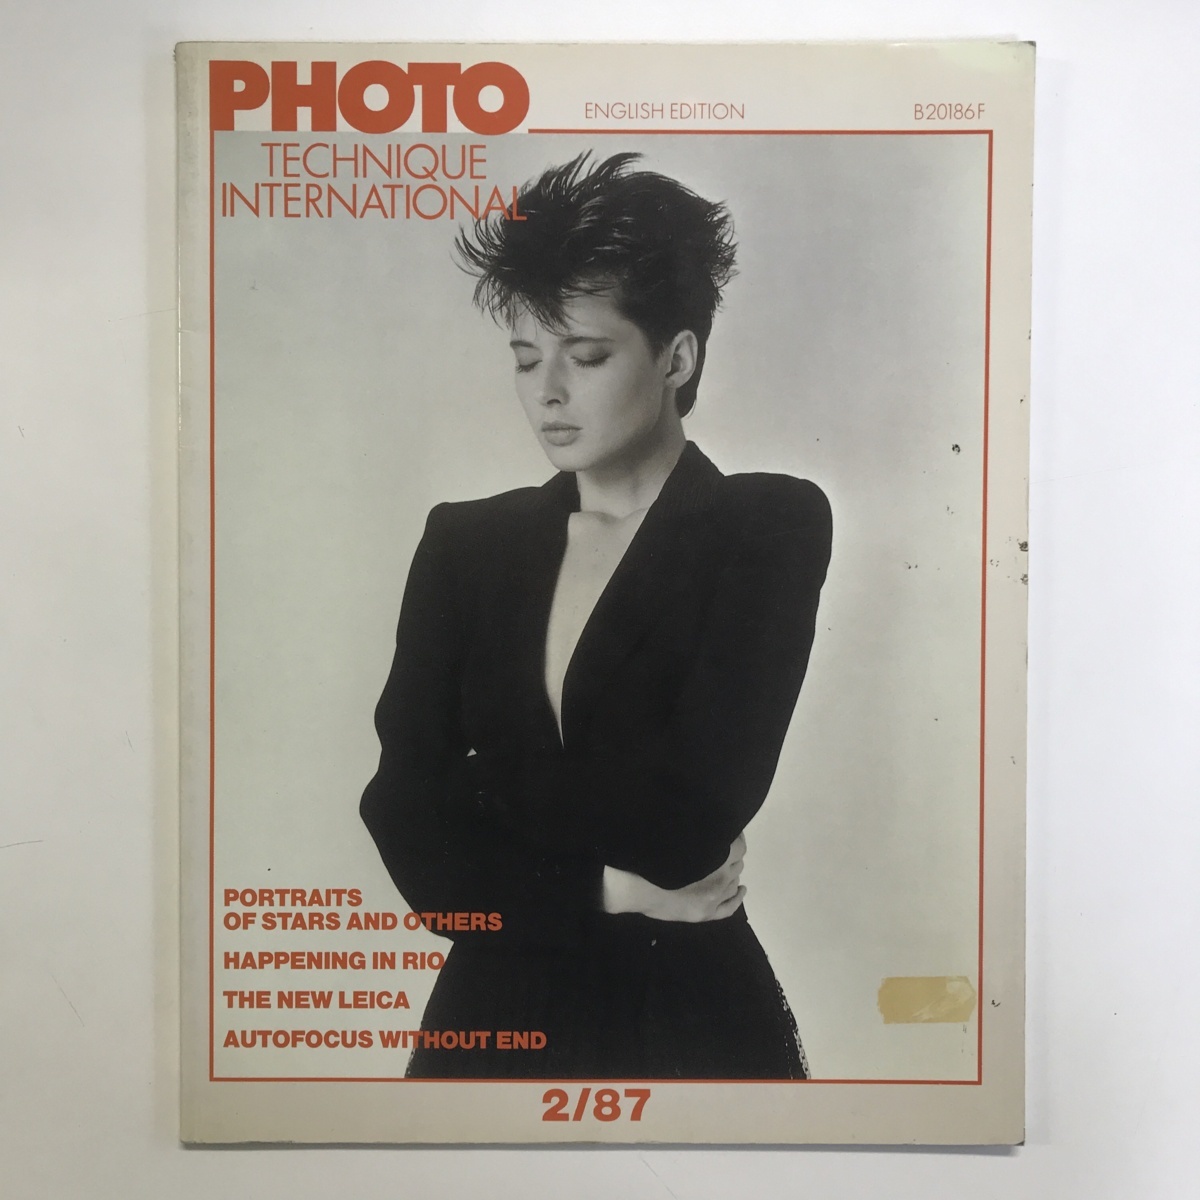 PHOTO
ENGLISH EDITION
B20186F
TECHNIQUE
INTERNATIONAL
PORTRAITS
OF STARS AND OTHERS
HAPPENING IN RIO
THE NEW LEICA
AUTOFOCUS WITHOUT END
2/87